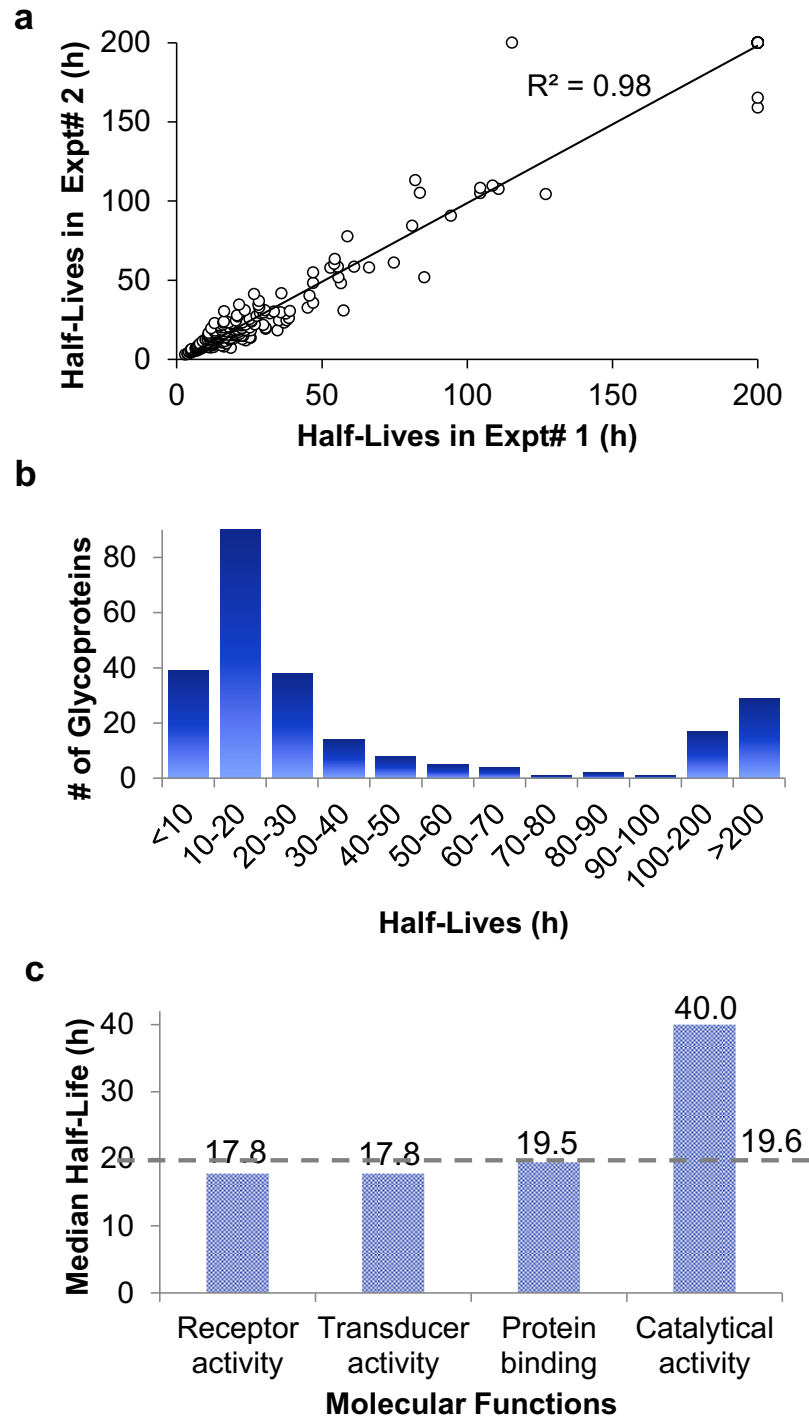 a
200
150
100
50
0
Half-Lives in Expt# 2 (h)
R² = 0.98
0 50 100 150 200
Half-Lives in Expt# 1 (h)
b
80
60
40
20
0
# of Glycoproteins
<10 10-20 20-30 30-40 40-50 50-60 60-70 70-80 80-90 90-100 100-200 >200
Half-Lives (h)
c
40
30
20
10
0
Median Half-Life (h)
17.8 17.8 19.5 40.0 19.6
Receptor activity
Transducer activity
Protein binding
Catalytical activity
Molecular Functions